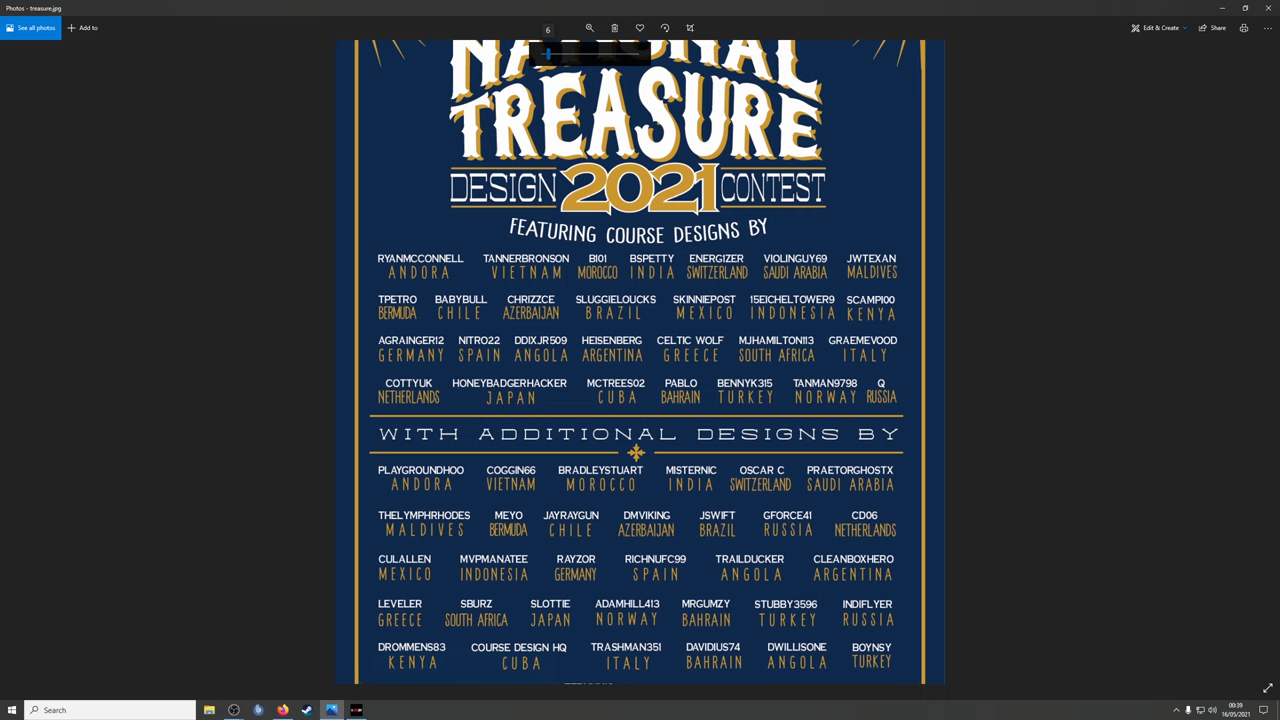 Photos - treasure.jpg
See all photos
Add to
6
Edit & Create
Share
NATIONAL
TREASURE
DESIGN 2021 CONTEST
FEATURING COURSE DESIGNS BY
RYANMCCONNELL TANNERBRONSON BI01 BSPETTY ENERG1ZER VIOLINGUY69 JWTEXAN
ANDORA VIETNAM MOROCCO INDIA SWITZERLAND SAUDI ARABIA MALDIVES
TPETRO BABYBULL CHRIZZCE SLUGGIELOUCKS SKINNIEPOST 15EICHELTOWER9 SCAMPI00
BERMUDA CHILE AZERBAIJAN BRAZIL MEXICO INDONESIA KENYA
AGRAINGER12 NITRO22 DDIXJR509 HEISENBERG CELTIC WOLF MJHAMILTON113 GRAEMEVOOD
GERMANY SPAIN ANGOLA ARGENTINA GREECE SOUTH AFRICA ITALY
COTTYUK HONEYBADGERHACKER MCTREES02 PABLO BENNYK315 TANMAN9798 Q
NETHERLANDS JAPAN CUBA BAHRAIN TURKEY NORWAY RUSSIA
WITH ADDITIONAL DESIGNS BY
PLAYGROUNDHOO COGGIN66 BRADLEYSTUART MISTERNIC OSCAR C PRAETORGHOSTX
ANDORA VIETNAM MOROCCO INDIA SWITZERLAND SAUDI ARABIA
THELYMPHRHODES MEYO JAYRAYGUN DMVIKING JSWIFT GFORCE41 CD06
MALDIVES BERMUDA CHILE AZERBAIJAN BRAZIL RUSSIA NETHERLANDS
CULALLEN MVPMANATEE RAYZOR RICHNUFC99 TRAILDUCKER CLEANBOXHERO
MEXICO INDONESIA GERMANY SPAIN ANGOLA ARGENTINA
LEVELER SBURZ SLOTTIE ADAMHILL413 MRGUMZY STUBBY3596 INDIFLYER
GREECE SOUTH AFRICA JAPAN NORWAY BAHRAIN TURKEY RUSSIA
DROMMENS83 COURSE DESIGN HQ TRASHMAN351 DAVIDIUS74 DWILLISONE BOYNSY
KENYA CUBA ITALY BAHRAIN ANGOLA TURKEY
Search
00:39
16/05/2021